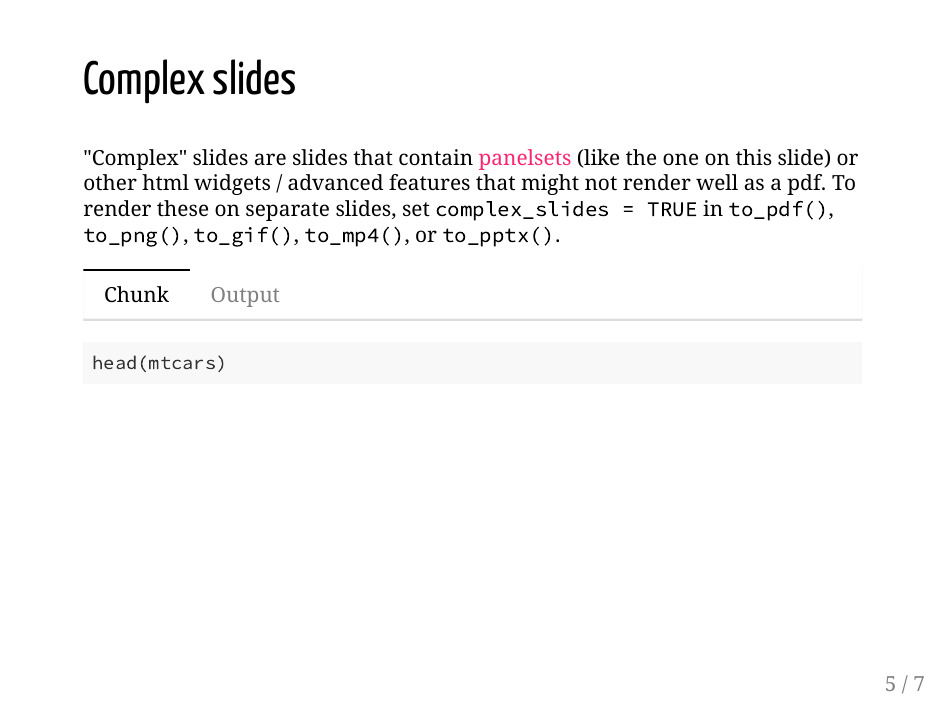 Complex slides
"Complex" slides are slides that contain panelsets (like the one on this slide) or
other html widgets / advanced features that might not render well as a pdf. To
render these on separate slides, set complex_slides = TRUE in to_pdf(),
to_png(), to_gif(), to_mp4(), or to_pptx().
Chunk Output
head(mtcars)
5 / 7